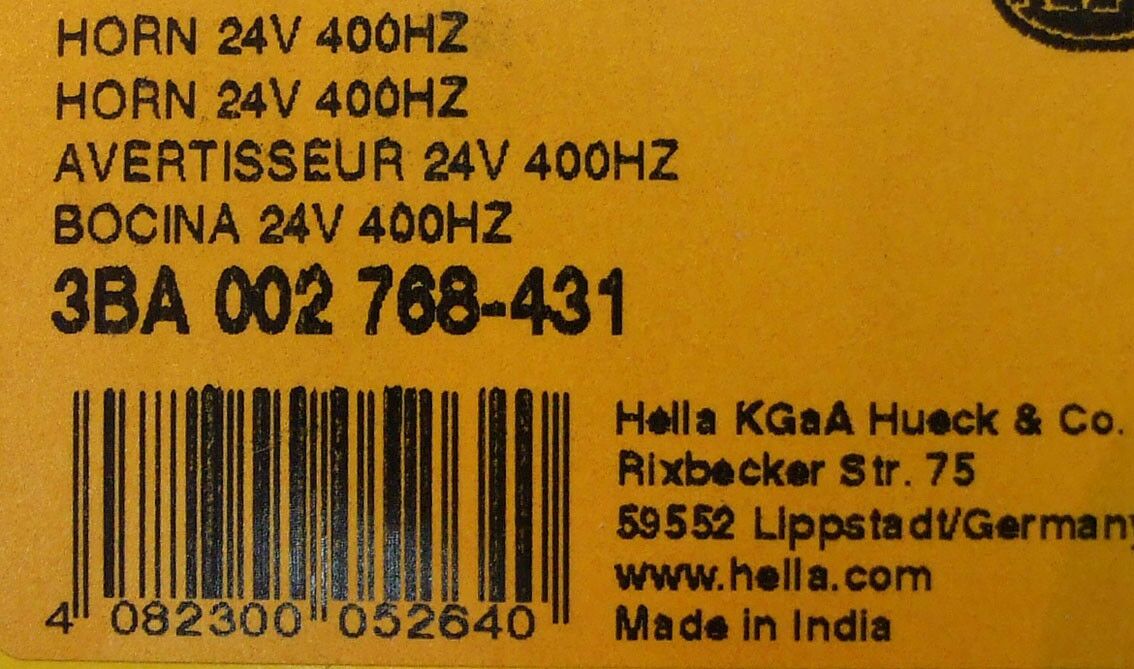 HORN 24V 400HZ
HORN 24V 400HZ
AVERTISSEUR 24V 400HZ
BOCINA 24V 400HZ
3BA 002 768-431
4 082300 052640
Hella KGaA Hueck & Co.
Rixbecker Str. 75
59552 Lippstadt/Germany
www.hella.com
Made in India